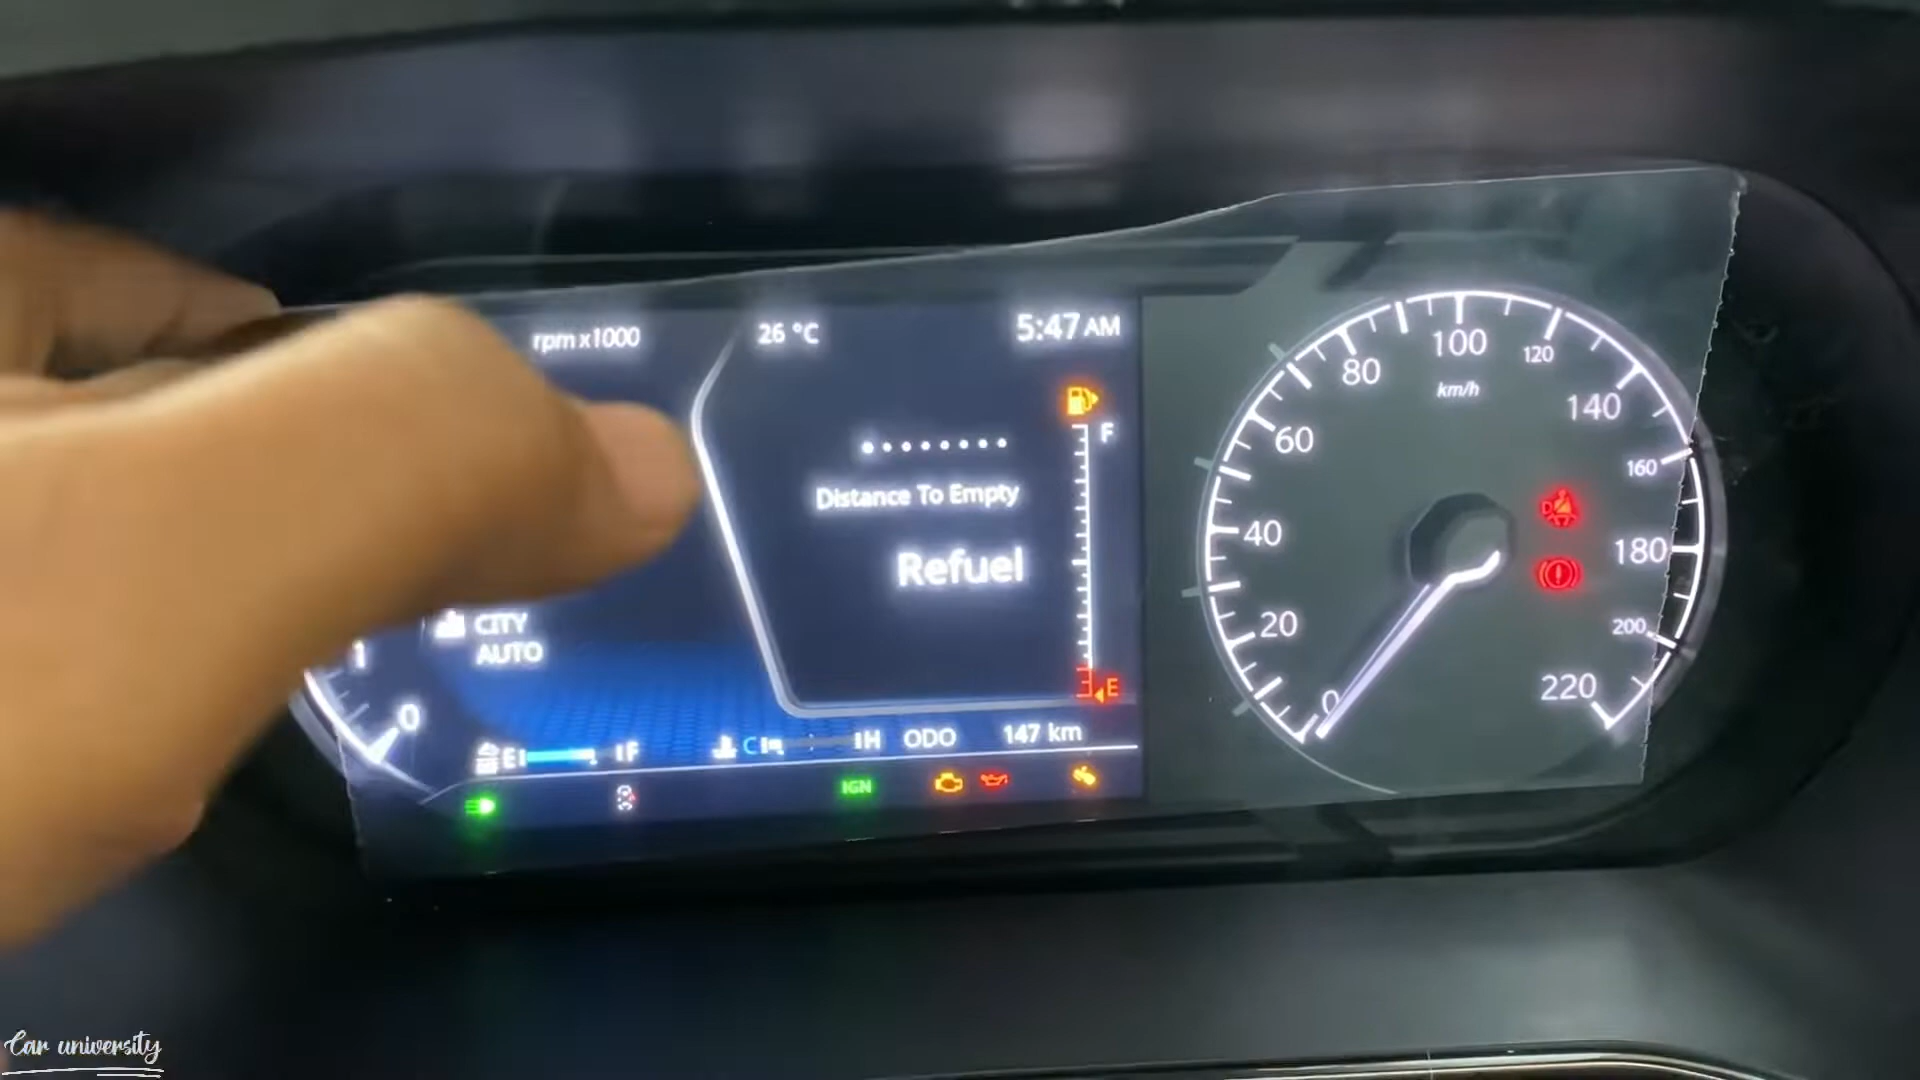 rpm x1000
26 °C
5:47 AM
F
Distance To Empty
Refuel
E
CITY
AUTO
1
0
E F
C H
ODO 147 km
IGN
0
20
40
60
80
100
120
140
160
180
200
220
km/h
D
Car university